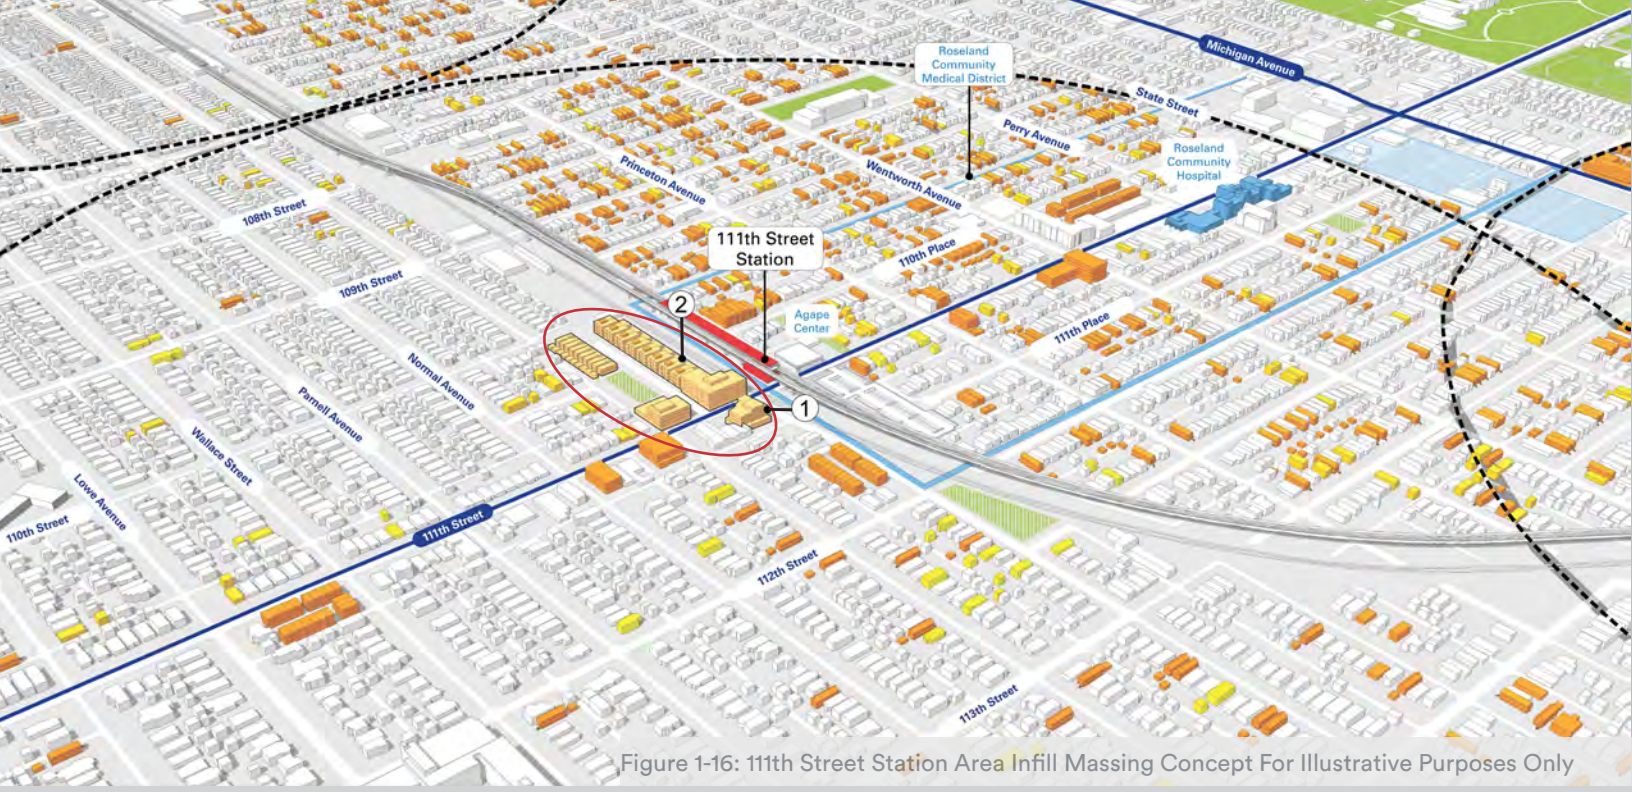 Michigan Avenue
Roseland
Community
Medical District
State Street
Perry Avenue
Roseland
Community
Hospital
Princeton Avenue
Wentworth Avenue
108th Street
111th Street
Station
110th Place
109th Street
2
Agape
Center
111th Place
Normal Avenue
1
Parnell Avenue
Wallace Street
Lowe Avenue
110th Street
111th Street
112th Street
113th Street
Figure 1-16: 111th Street Station Area Infill Massing Concept For Illustrative Purposes Only